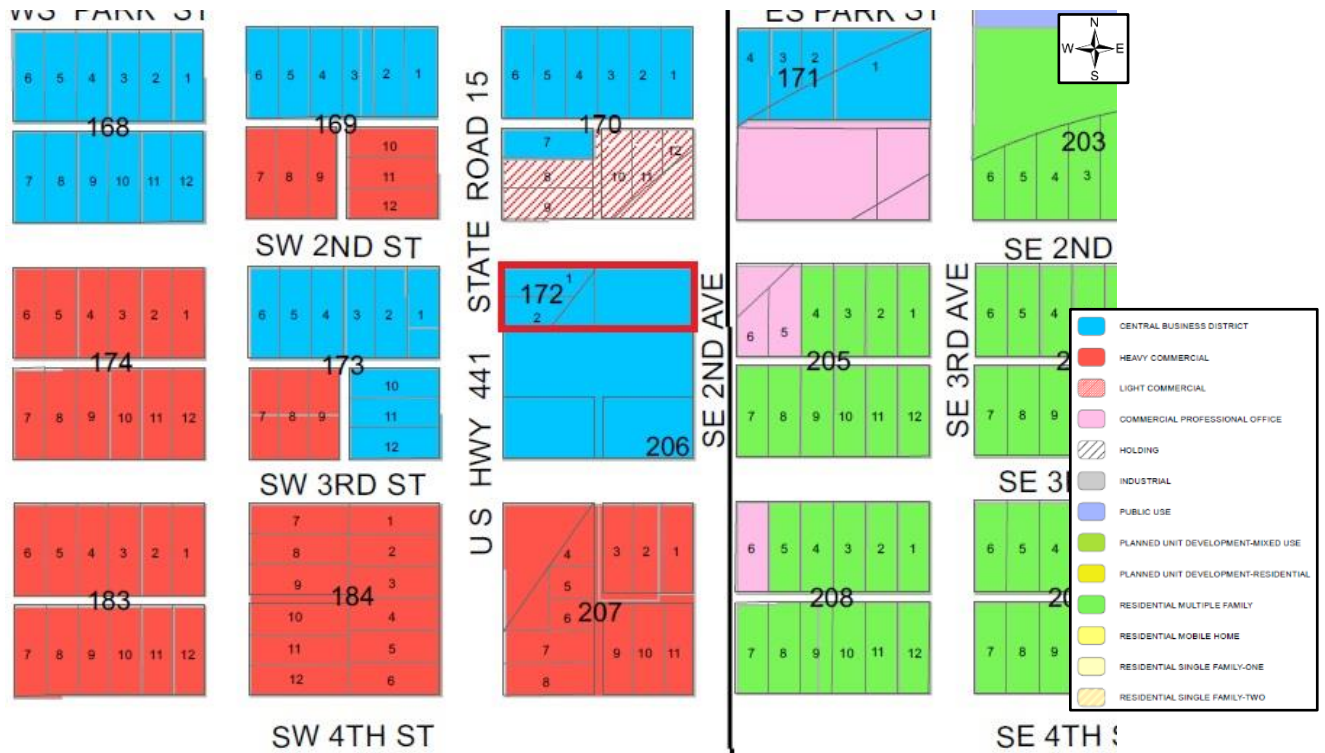 WS PARK ST
ES PARK ST
N
W E
S
6 5 4 3 2 1
168
7 8 9 10 11 12
6 5 4 3 2 1
169
7 8 9
10
11
12
6 5 4 3 2 1
170
7
8
9
10 11 12
4 3 2 1
171
203
6 5 4 3
SW 2ND ST
SE 2ND
STATE ROAD 15
US HWY 441
SE 2ND AVE
SE 3RD AVE
6 5 4 3 2 1
174
7 8 9 10 11 12
6 5 4 3 2 1
173
7 8 9
10
11
12
1
172
2
206
6 5 4 3 2 1
205
7 8 9 10 11 12
6 5 4
7 8 9
SW 3RD ST
6 5 4 3 2 1
183
7 8 9 10 11 12
7 1
8 2
9 3
184
10 4
11 5
12 6
4 3 2 1
5
6
207
7
8
9 10 11
6 5 4 3 2 1
208
7 8 9 10 11 12
6 5 4
7 8 9
SW 4TH ST
SE 4TH
CENTRAL BUSINESS DISTRICT
HEAVY COMMERCIAL
LIGHT COMMERCIAL
COMMERCIAL PROFESSIONAL OFFICE
HOLDING
INDUSTRIAL
PUBLIC USE
PLANNED UNIT DEVELOPMENT-MIXED USE
PLANNED UNIT DEVELOPMENT-RESIDENTIAL
RESIDENTIAL MULTIPLE FAMILY
RESIDENTIAL MOBILE HOME
RESIDENTIAL SINGLE FAMILY-ONE
RESIDENTIAL SINGLE FAMILY-TWO